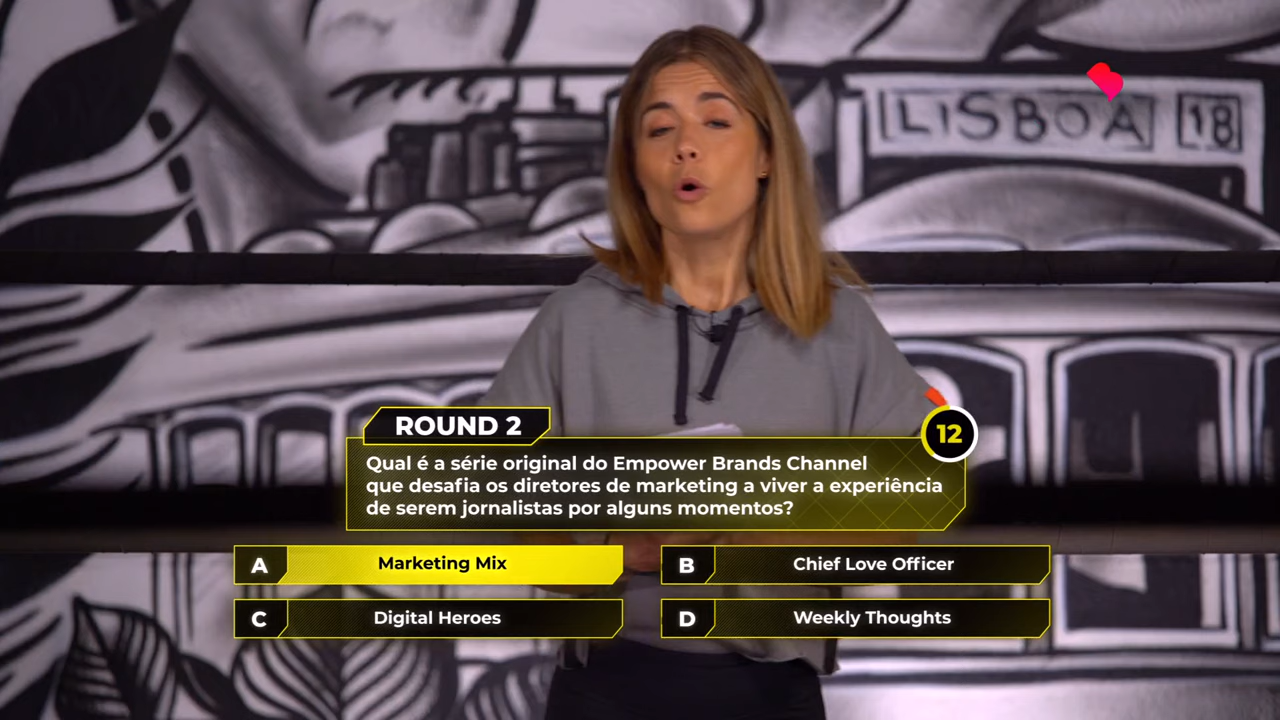 LISBOA 18
ROUND 2
12
Qual é a série original do Empower Brands Channel
que desafia os diretores de marketing a viver a experiência
de serem jornalistas por alguns momentos?
A Marketing Mix
B Chief Love Officer
C Digital Heroes
D Weekly Thoughts